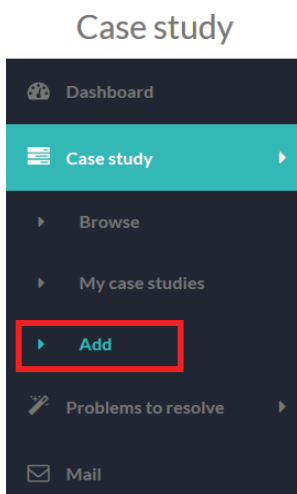 Case study
Dashboard
Case study
Browse
My case studies
Add
Problems to resolve
Mail